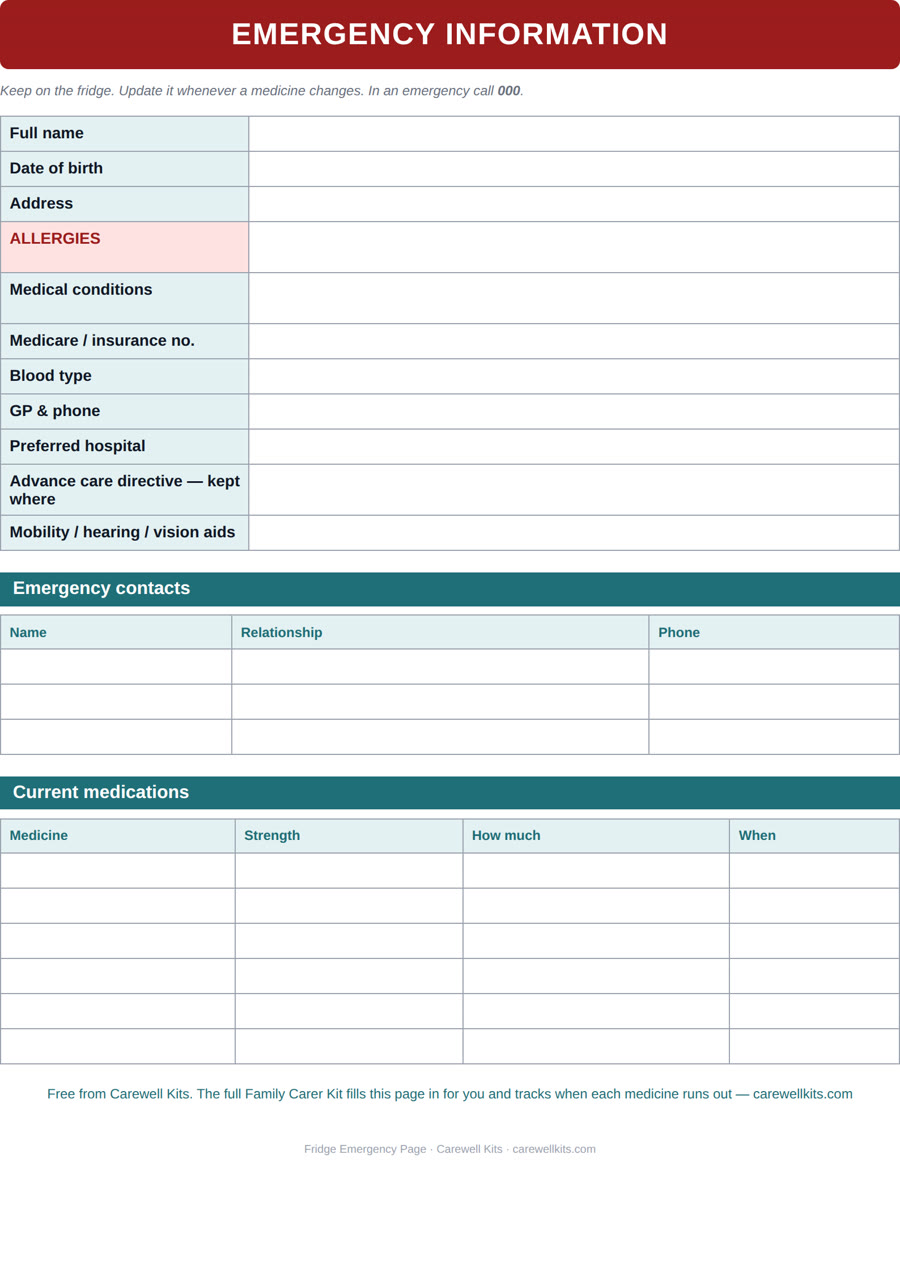 EMERGENCY INFORMATION
Keep on the fridge. Update it whenever a medicine changes. In an emergency call 000.
Full name
Date of birth
Address
ALLERGIES
Medical conditions
Medicare / insurance no.
Blood type
GP & phone
Preferred hospital
Advance care directive — kept
where
Mobility / hearing / vision aids
Emergency contacts
Name Relationship Phone
Current medications
Medicine Strength How much When
Free from Carewell Kits. The full Family Carer Kit fills this page in for you and tracks when each medicine runs out — carewellkits.com
Fridge Emergency Page · Carewell Kits · carewellkits.com